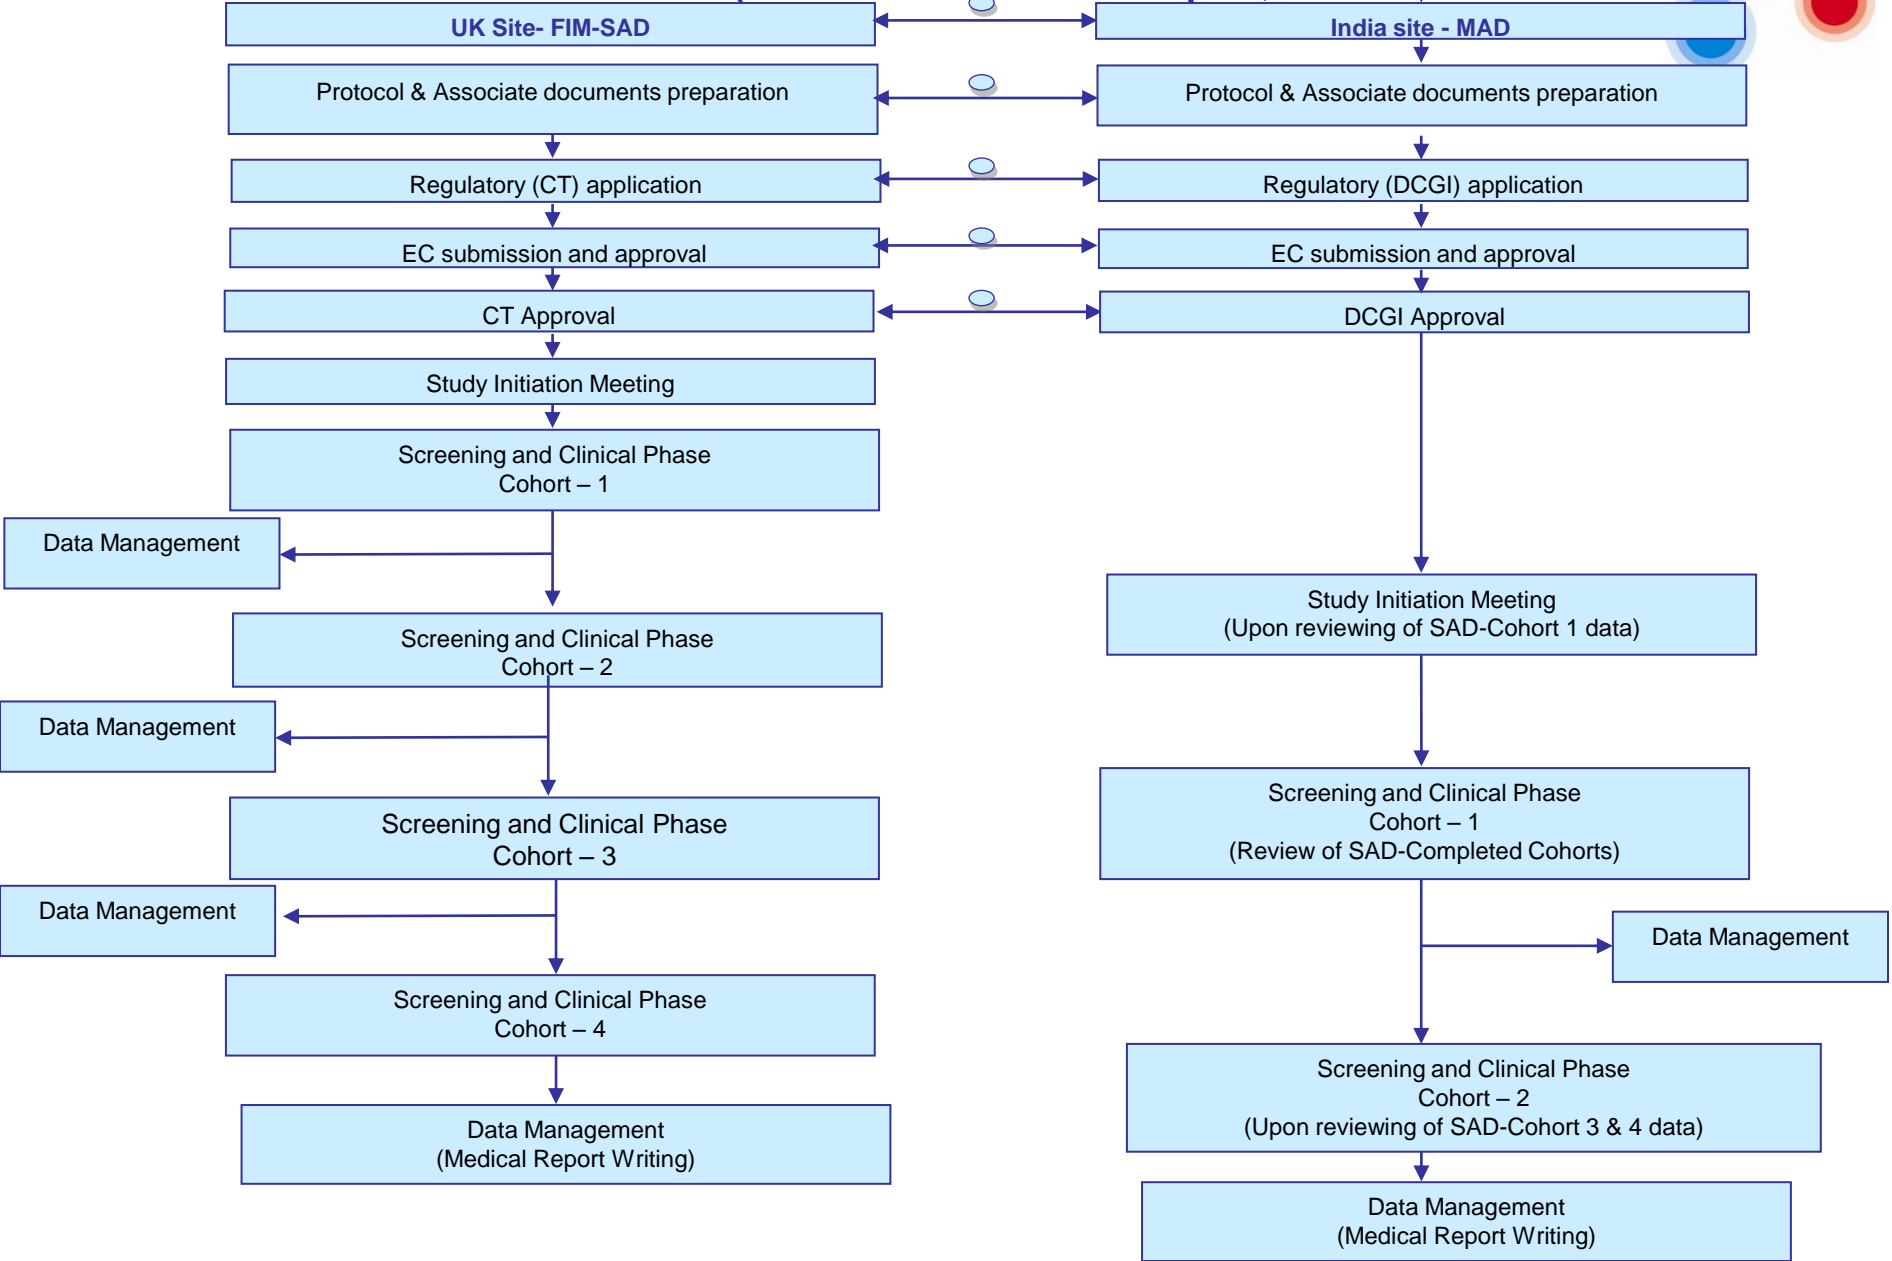 UK Site- FIM-SAD
India site - MAD
Protocol & Associate documents preparation
Protocol & Associate documents preparation
Regulatory (CT) application
Regulatory (DCGI) application
EC submission and approval
EC submission and approval
CT Approval
DCGI Approval
Study Initiation Meeting
Screening and Clinical Phase
Cohort – 1
Data Management
Study Initiation Meeting
(Upon reviewing of SAD-Cohort 1 data)
Screening and Clinical Phase
Cohort – 2
Data Management
Screening and Clinical Phase
Cohort – 1
(Review of SAD-Completed Cohorts)
Screening and Clinical Phase
Cohort – 3
Data Management
Data Management
Screening and Clinical Phase
Cohort – 4
Screening and Clinical Phase
Cohort – 2
(Upon reviewing of SAD-Cohort 3 & 4 data)
Data Management
(Medical Report Writing)
Data Management
(Medical Report Writing)